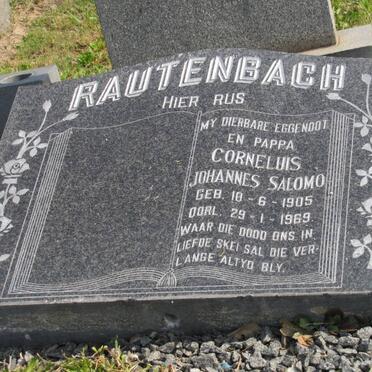 RAUTENBACH
HIER RUS
MY DIERBARE EGGENOOT
EN PAPPA
CORNELUIS
JOHANNES SALOMO
GEB. 10-6-1905
OORL. 29-1-1969
WAAR DIE DOOD ONS IN
LIEFDE SKEI SAL DIE VER-
LANGE ALTYD BLY.